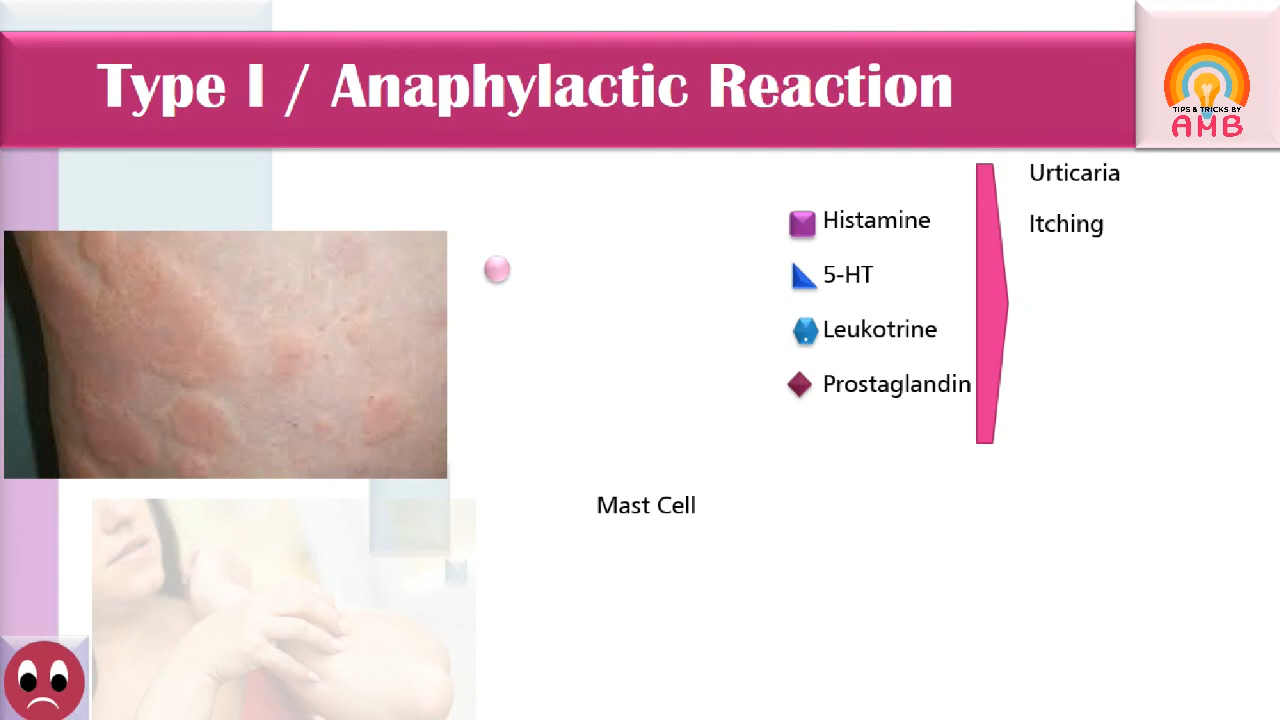 Type I / Anaphylactic Reaction
TIPS & TRICKS BY
AMB
Histamine
5-HT
Leukotrine
Prostaglandin
Urticaria
Itching
Mast Cell